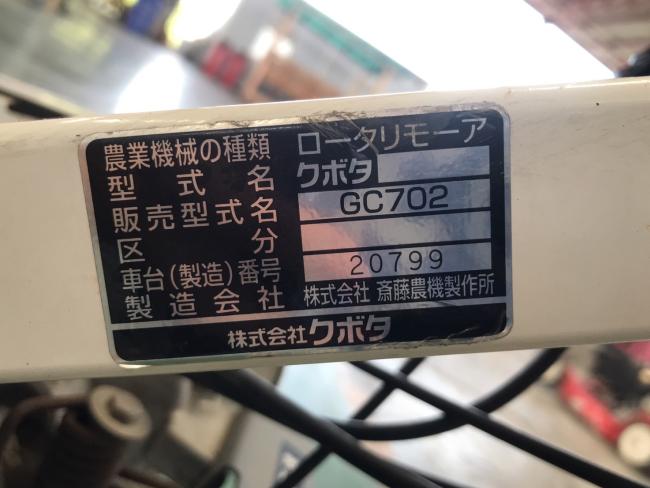 農業機械の種類 ロータリモーア
型式名 クボタ
販売型式名 GC702
区分
車台(製造)番号 20799
製造会社 株式会社 斎藤農機製作所
株式会社クボタ